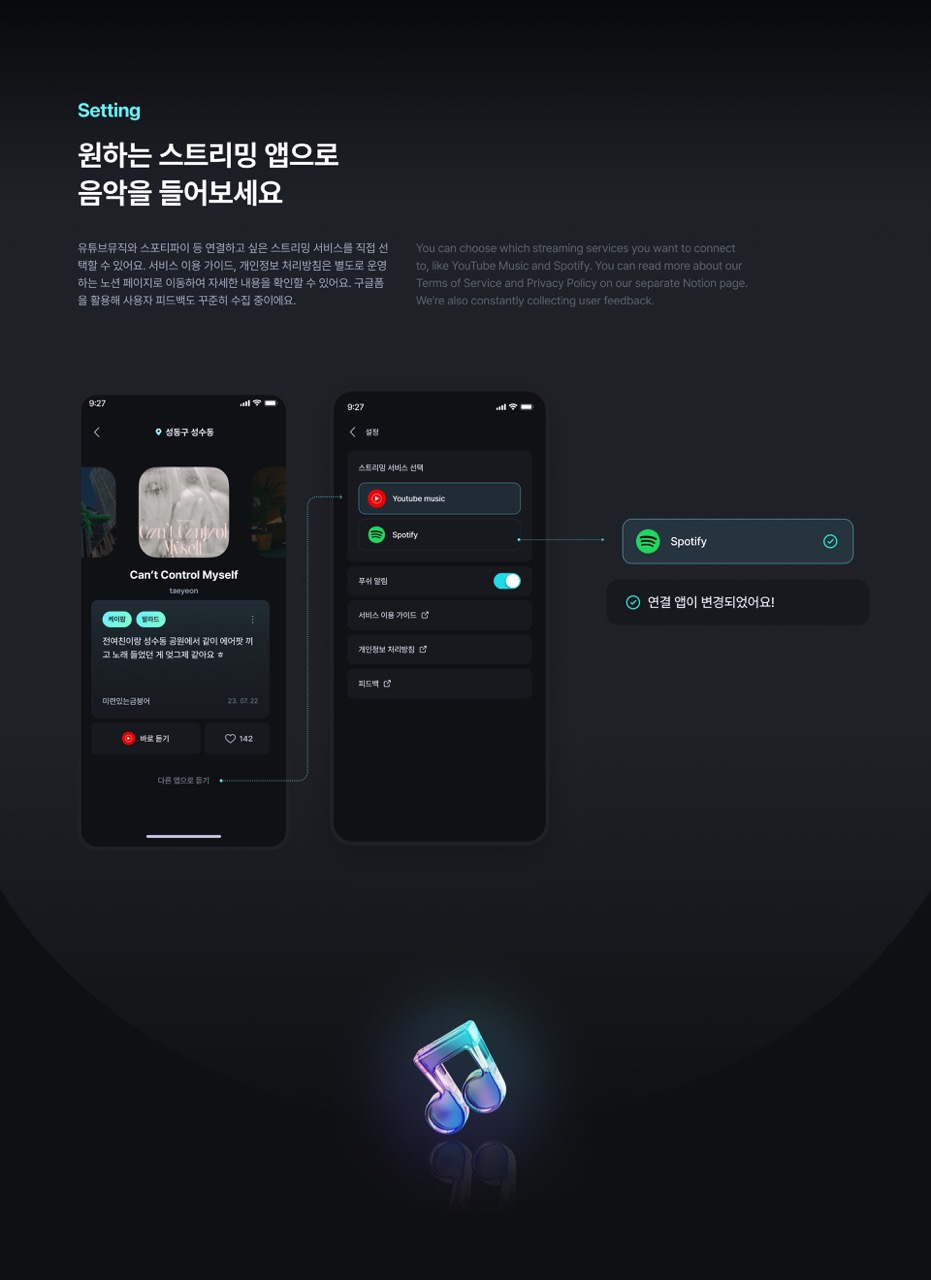 Setting
원하는 스트리밍 앱으로
음악을 들어보세요
유튜브뮤직와 스포티파이 등 연결하고 싶은 스트리밍 서비스를 직접 선
택할 수 있어요. 서비스 이용 가이드, 개인정보 처리방침은 별도로 운영
하는 노션 페이지로 이동하여 자세한 내용을 확인할 수 있어요. 구글폼
을 활용해 사용자 피드백도 꾸준히 수집 중이에요.
You can choose which streaming services you want to connect
to, like YouTube Music and Spotify. You can read more about our
Terms of Service and Privacy Policy on our separate Notion page.
We're also constantly collecting user feedback.
9:27
성동구 성수동
Can't Control
Myself
Can't Control Myself
taeyeon
케이팝
발라드
전여친이랑 성수동 공원에서 같이 에어팟 끼
고 노래 들었던 게 엊그제 같아요 ㅎ
미련있는금붕어
23. 07. 22
바로 듣기
142
다른 앱으로 듣기
9:27
설정
스트리밍 서비스 선택
Youtube music
Spotify
푸쉬 알림
서비스 이용 가이드
개인정보 처리방침
피드백
Spotify
연결 앱이 변경되었어요!